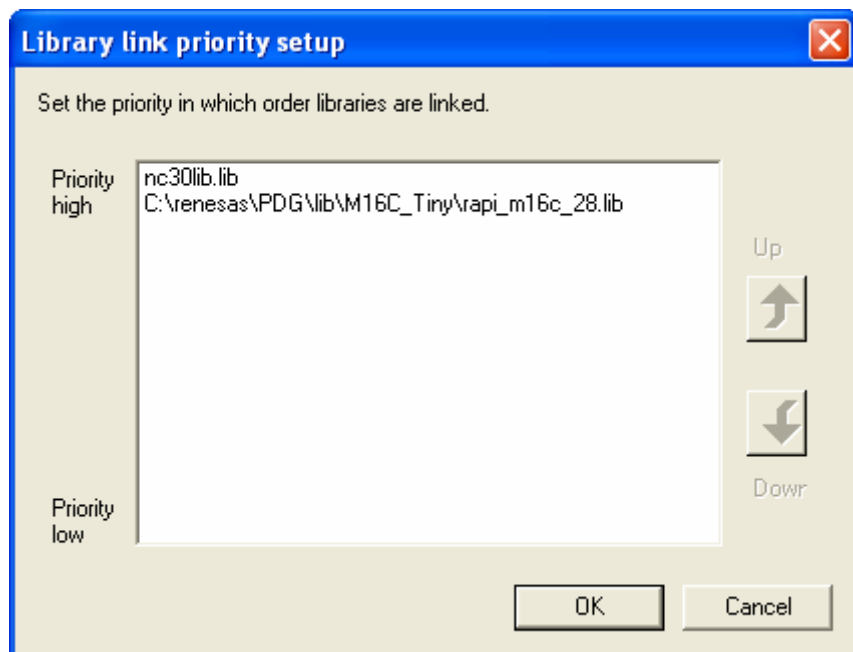 Library link priority setup
Set the priority in which order libraries are linked.
Priority
high
nc30lib.lib
C:\renesas\PDG\lib\M16C_Tiny\rapi_m16c_28.lib
Up
Dowr
Priority
low
OK
Cancel